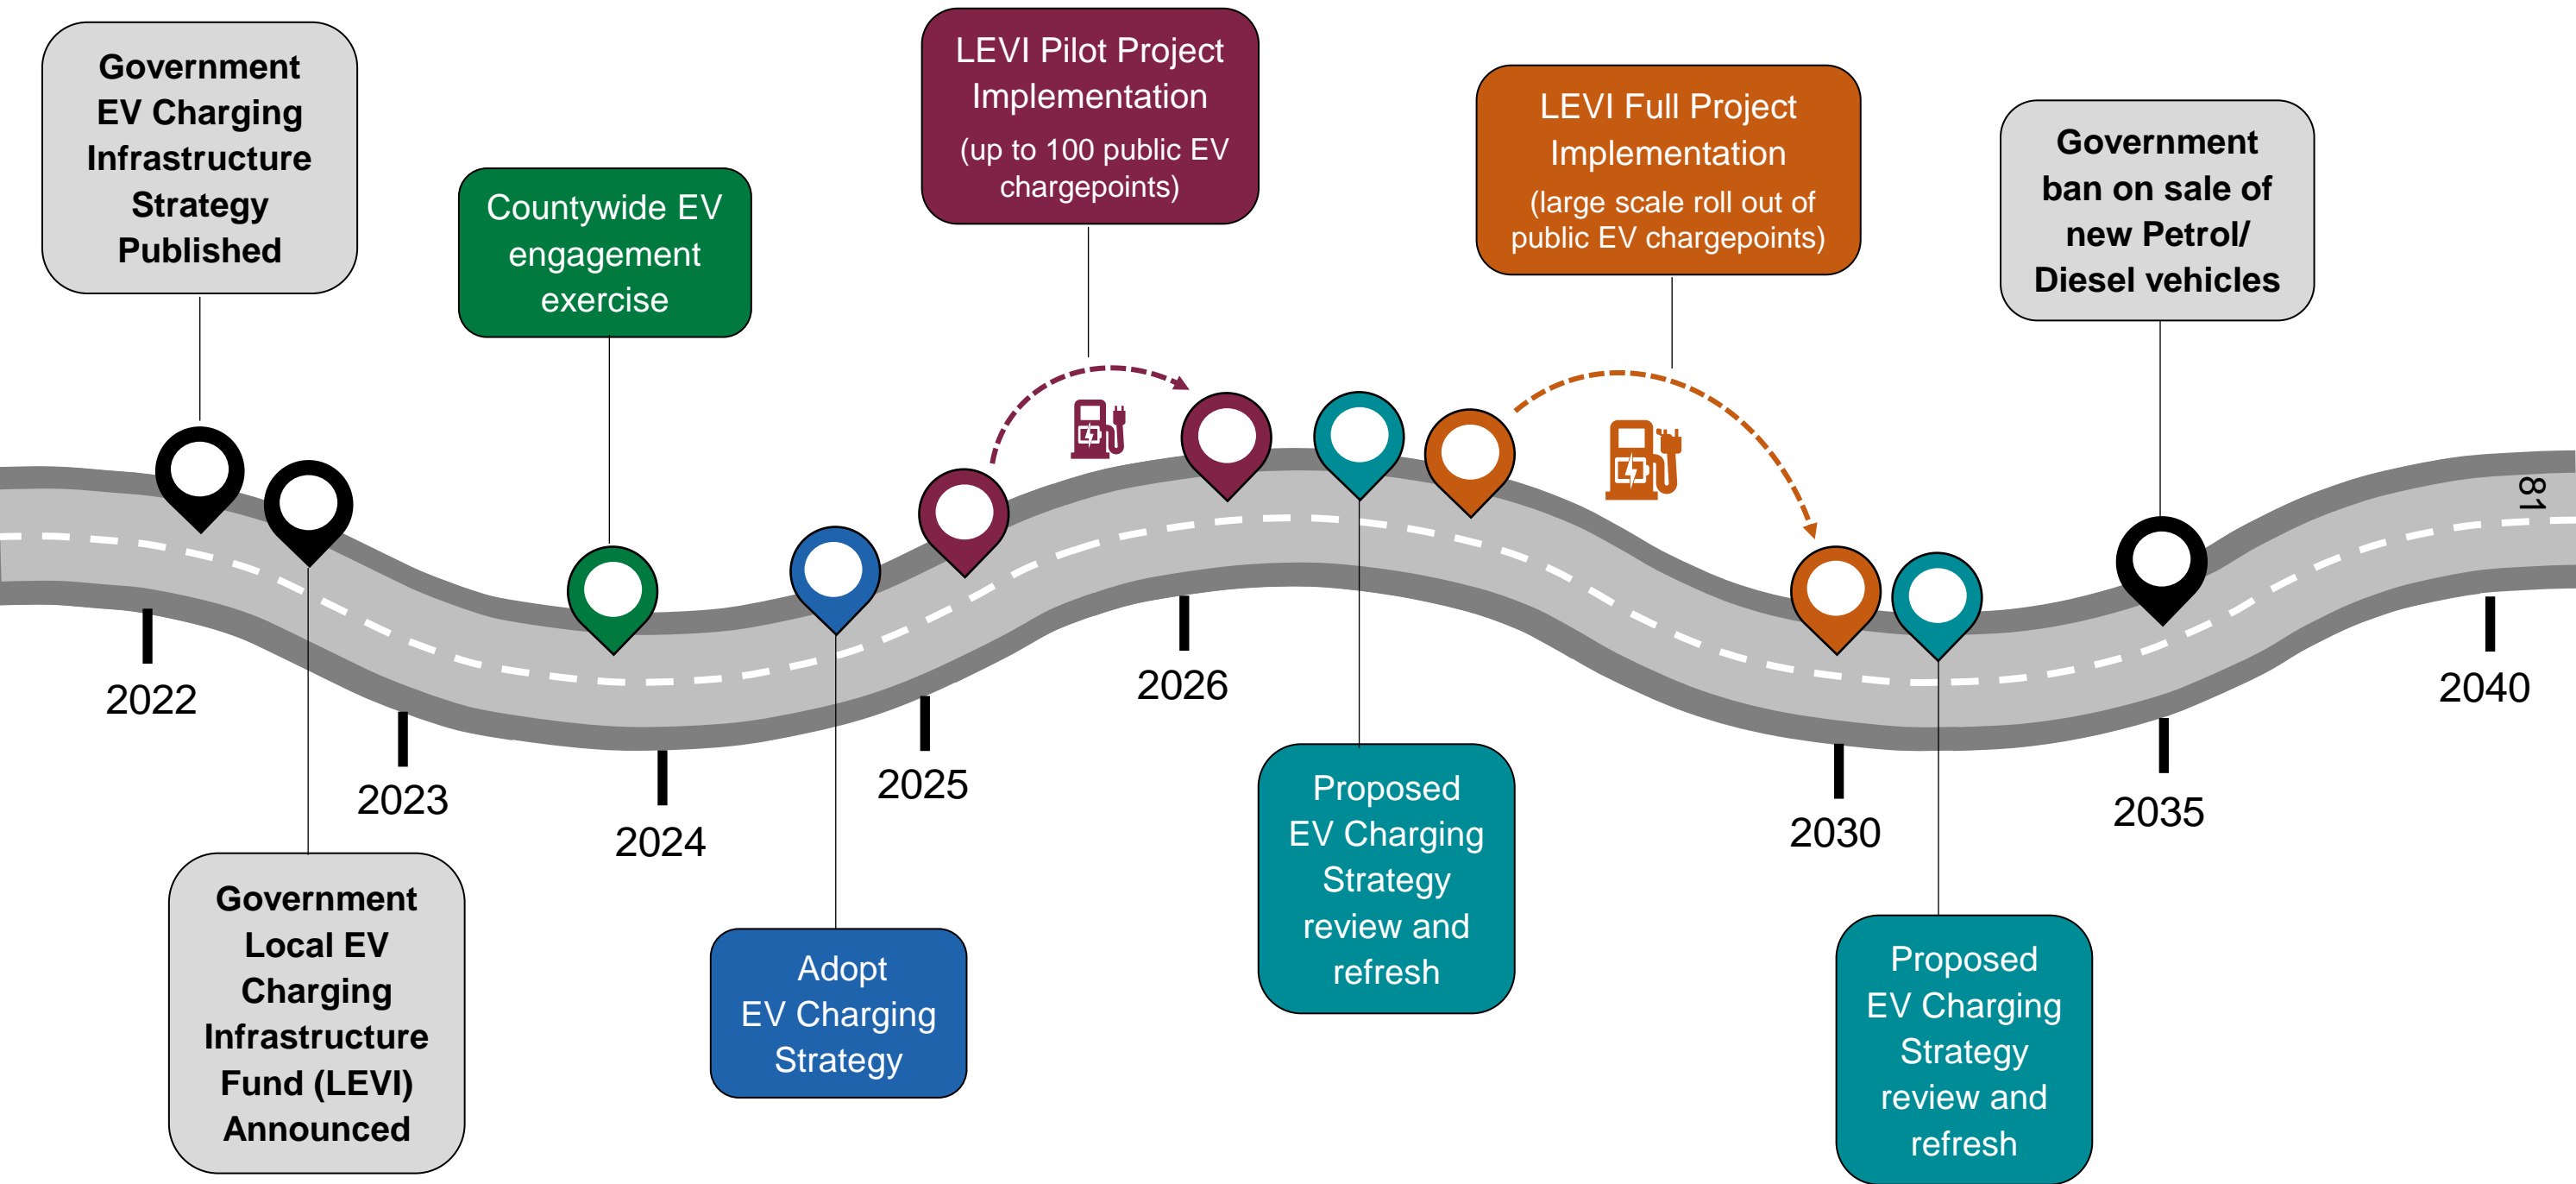 Government
EV Charging
Infrastructure
Strategy
Published
Countywide EV
engagement
exercise
LEVI Pilot Project
Implementation
(up to 100 public EV
chargepoints)
LEVI Full Project
Implementation
(large scale roll out of
public EV chargepoints)
Government
ban on sale of
new Petrol/
Diesel vehicles
81
2022
2023
2024
2025
2026
2030
2035
2040
Government
Local EV
Charging
Infrastructure
Fund (LEVI)
Announced
Adopt
EV Charging
Strategy
Proposed
EV Charging
Strategy
review and
refresh
Proposed
EV Charging
Strategy
review and
refresh